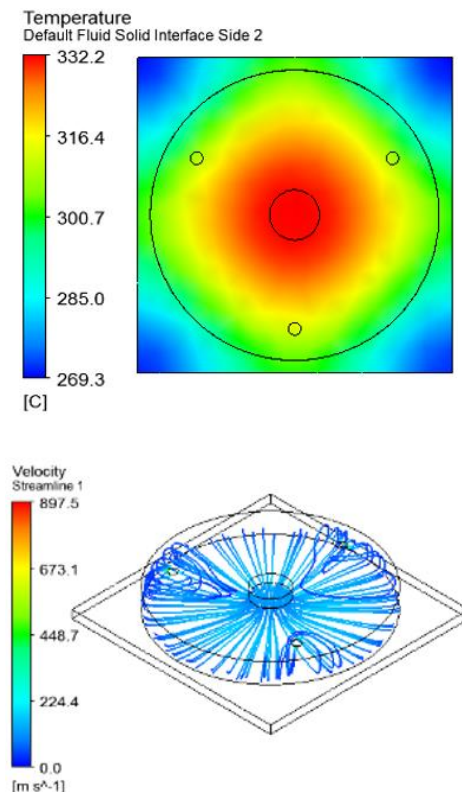 Temperature
Default Fluid Solid Interface Side 2
332.2
316.4
300.7
285.0
269.3
[C]
Velocity
Streamline 1
897.5
673.1
448.7
224.4
0.0
[m s^-1]